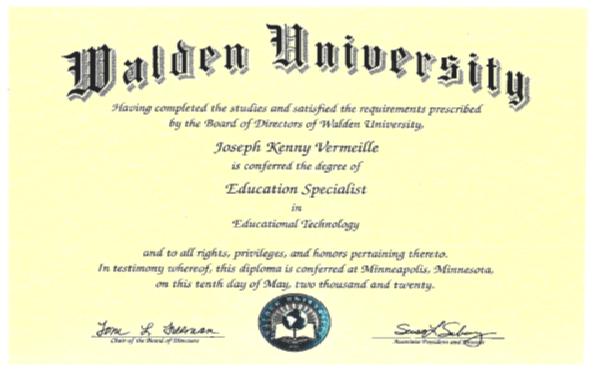 Walden University
Having completed the studies and satisfied the requirements prescribed
by the Board of Directors of Walden University,
Joseph Kenny Vermeille
is conferred the degree of
Education Specialist
in
Educational Technology
and to all rights, privileges, and honors pertaining thereto.
In testimony whereof, this diploma is conferred at Minneapolis, Minnesota,
on this tenth day of May, two thousand and twenty.
Chair of the Board of Directors
President and